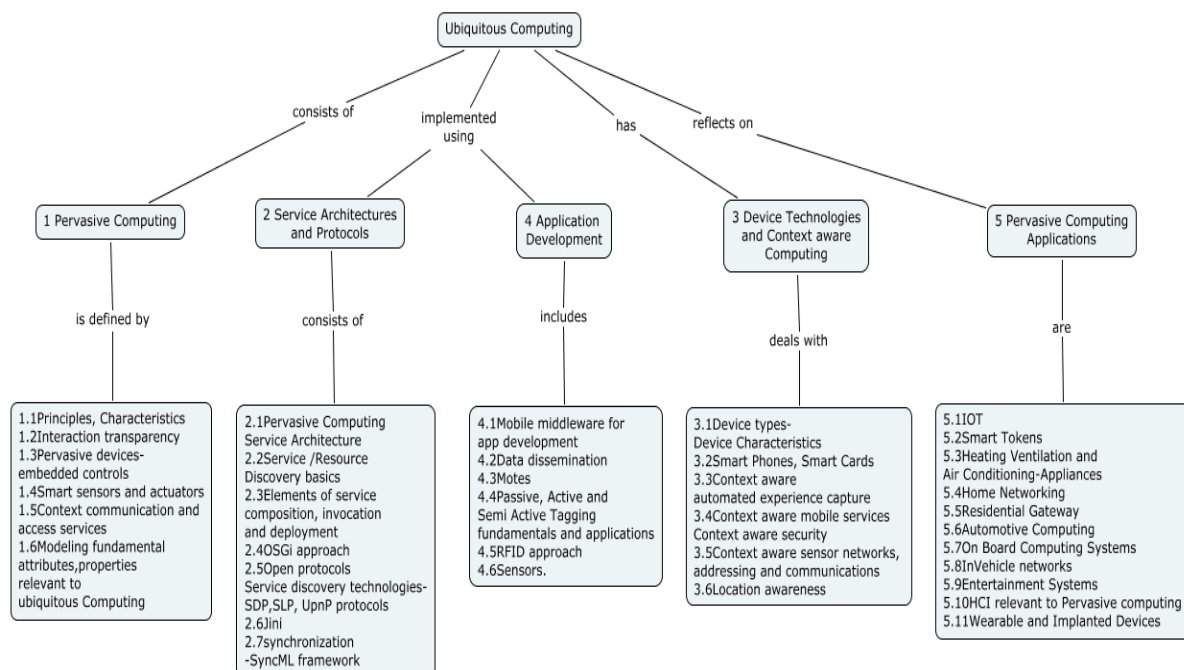 Ubiquitous Computing
consists of
implemented
using
has
reflects on
1 Pervasive Computing
2 Service Architectures
and Protocols
4 Application
Development
3 Device Technologies
and Context aware
Computing
5 Pervasive Computing
Applications
is defined by
consists of
includes
deals with
are
1.1Principles, Characteristics
1.2Interaction transparency
1.3Pervasive devices-
embedded controls
1.4Smart sensors and actuators
1.5Context communication and
access services
1.6Modeling fundamental
attributes,properties
relevant to
ubiquitous Computing
2.1Pervasive Computing
Service Architecture
2.2Service /Resource
Discovery basics
2.3Elements of service
composition, invocation
and deployment
2.4OSGi approach
2.5Open protocols
Service discovery technologies-
SDP,SLP, UpnP protocols
2.6Jini
2.7synchronization
-SyncML framework
4.1Mobile middleware for
app development
4.2Data dissemination
4.3Motes
4.4Passive, Active and
Semi Active Tagging
fundamentals and applications
4.5RFID approach
4.6Sensors.
3.1Device types-
Device Characteristics
3.2Smart Phones, Smart Cards
3.3Context aware
automated experience capture
3.4Context aware mobile services
Context aware security
3.5Context aware sensor networks,
addressing and communications
3.6Location awareness
5.1IOT
5.2Smart Tokens
5.3Heating Ventilation and
Air Conditioning-Appliances
5.4Home Networking
5.5Residential Gateway
5.6Automotive Computing
5.7On Board Computing Systems
5.8InVehicle networks
5.9Entertainment Systems
5.10HCI relevant to Pervasive computing
5.11Wearable and Implanted Devices